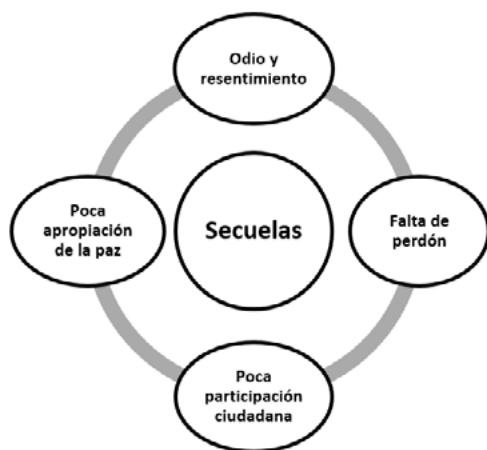 Odio y
resentimiento
Poca
apropiación
de la paz
Secuelas
Falta de
perdón
Poca
participación
ciudadana